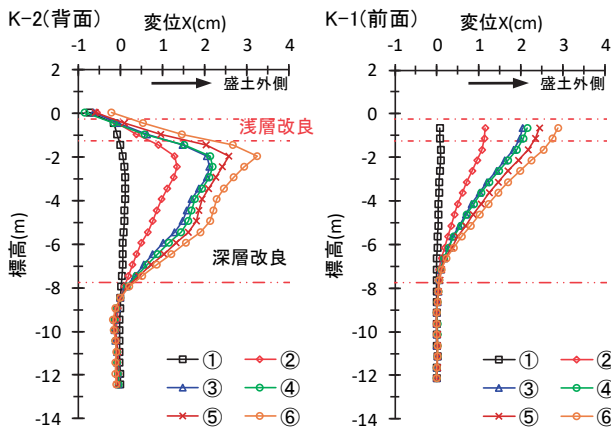 K-2(背面)
変位X(cm)
-1 0 1 2 3 4
盛土外側
浅層改良
深層改良
標高(m)
2
0
-2
-4
-6
-8
-10
-12
-14
① ②
③ ④
⑤ ⑥
K-1(前面)
変位X(cm)
-1 0 1 2 3 4
盛土外側
標高(m)
2
0
-2
-4
-6
-8
-10
-12
-14
① ②
③ ④
⑤ ⑥